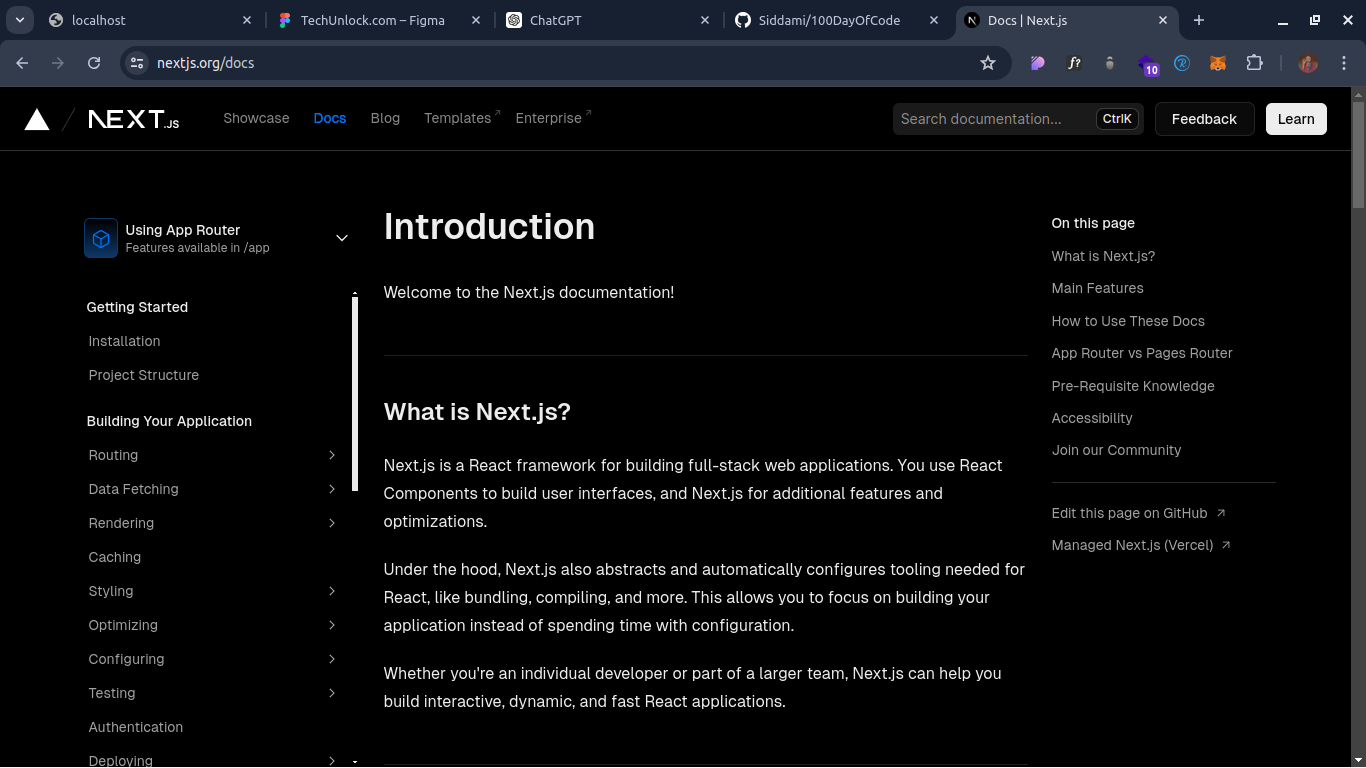 localhost
TechUnlock.com – Figma
ChatGPT
Siddami/100DayOfCode
Docs | Next.js
nextjs.org/docs
f?
10
NEXT.JS
Showcase
Docs
Blog
Templates
Enterprise
Search documentation...
CtrlK
Feedback
Learn
Using App Router
Features available in /app
Getting Started
Installation
Project Structure
Building Your Application
Routing
Data Fetching
Rendering
Caching
Styling
Optimizing
Configuring
Testing
Authentication
Deploying
Introduction
Welcome to the Next.js documentation!
What is Next.js?
Next.js is a React framework for building full-stack web applications. You use React
Components to build user interfaces, and Next.js for additional features and
optimizations.
Under the hood, Next.js also abstracts and automatically configures tooling needed for
React, like bundling, compiling, and more. This allows you to focus on building your
application instead of spending time with configuration.
Whether you're an individual developer or part of a larger team, Next.js can help you
build interactive, dynamic, and fast React applications.
On this page
What is Next.js?
Main Features
How to Use These Docs
App Router vs Pages Router
Pre-Requisite Knowledge
Accessibility
Join our Community
Edit this page on GitHub
Managed Next.js (Vercel)